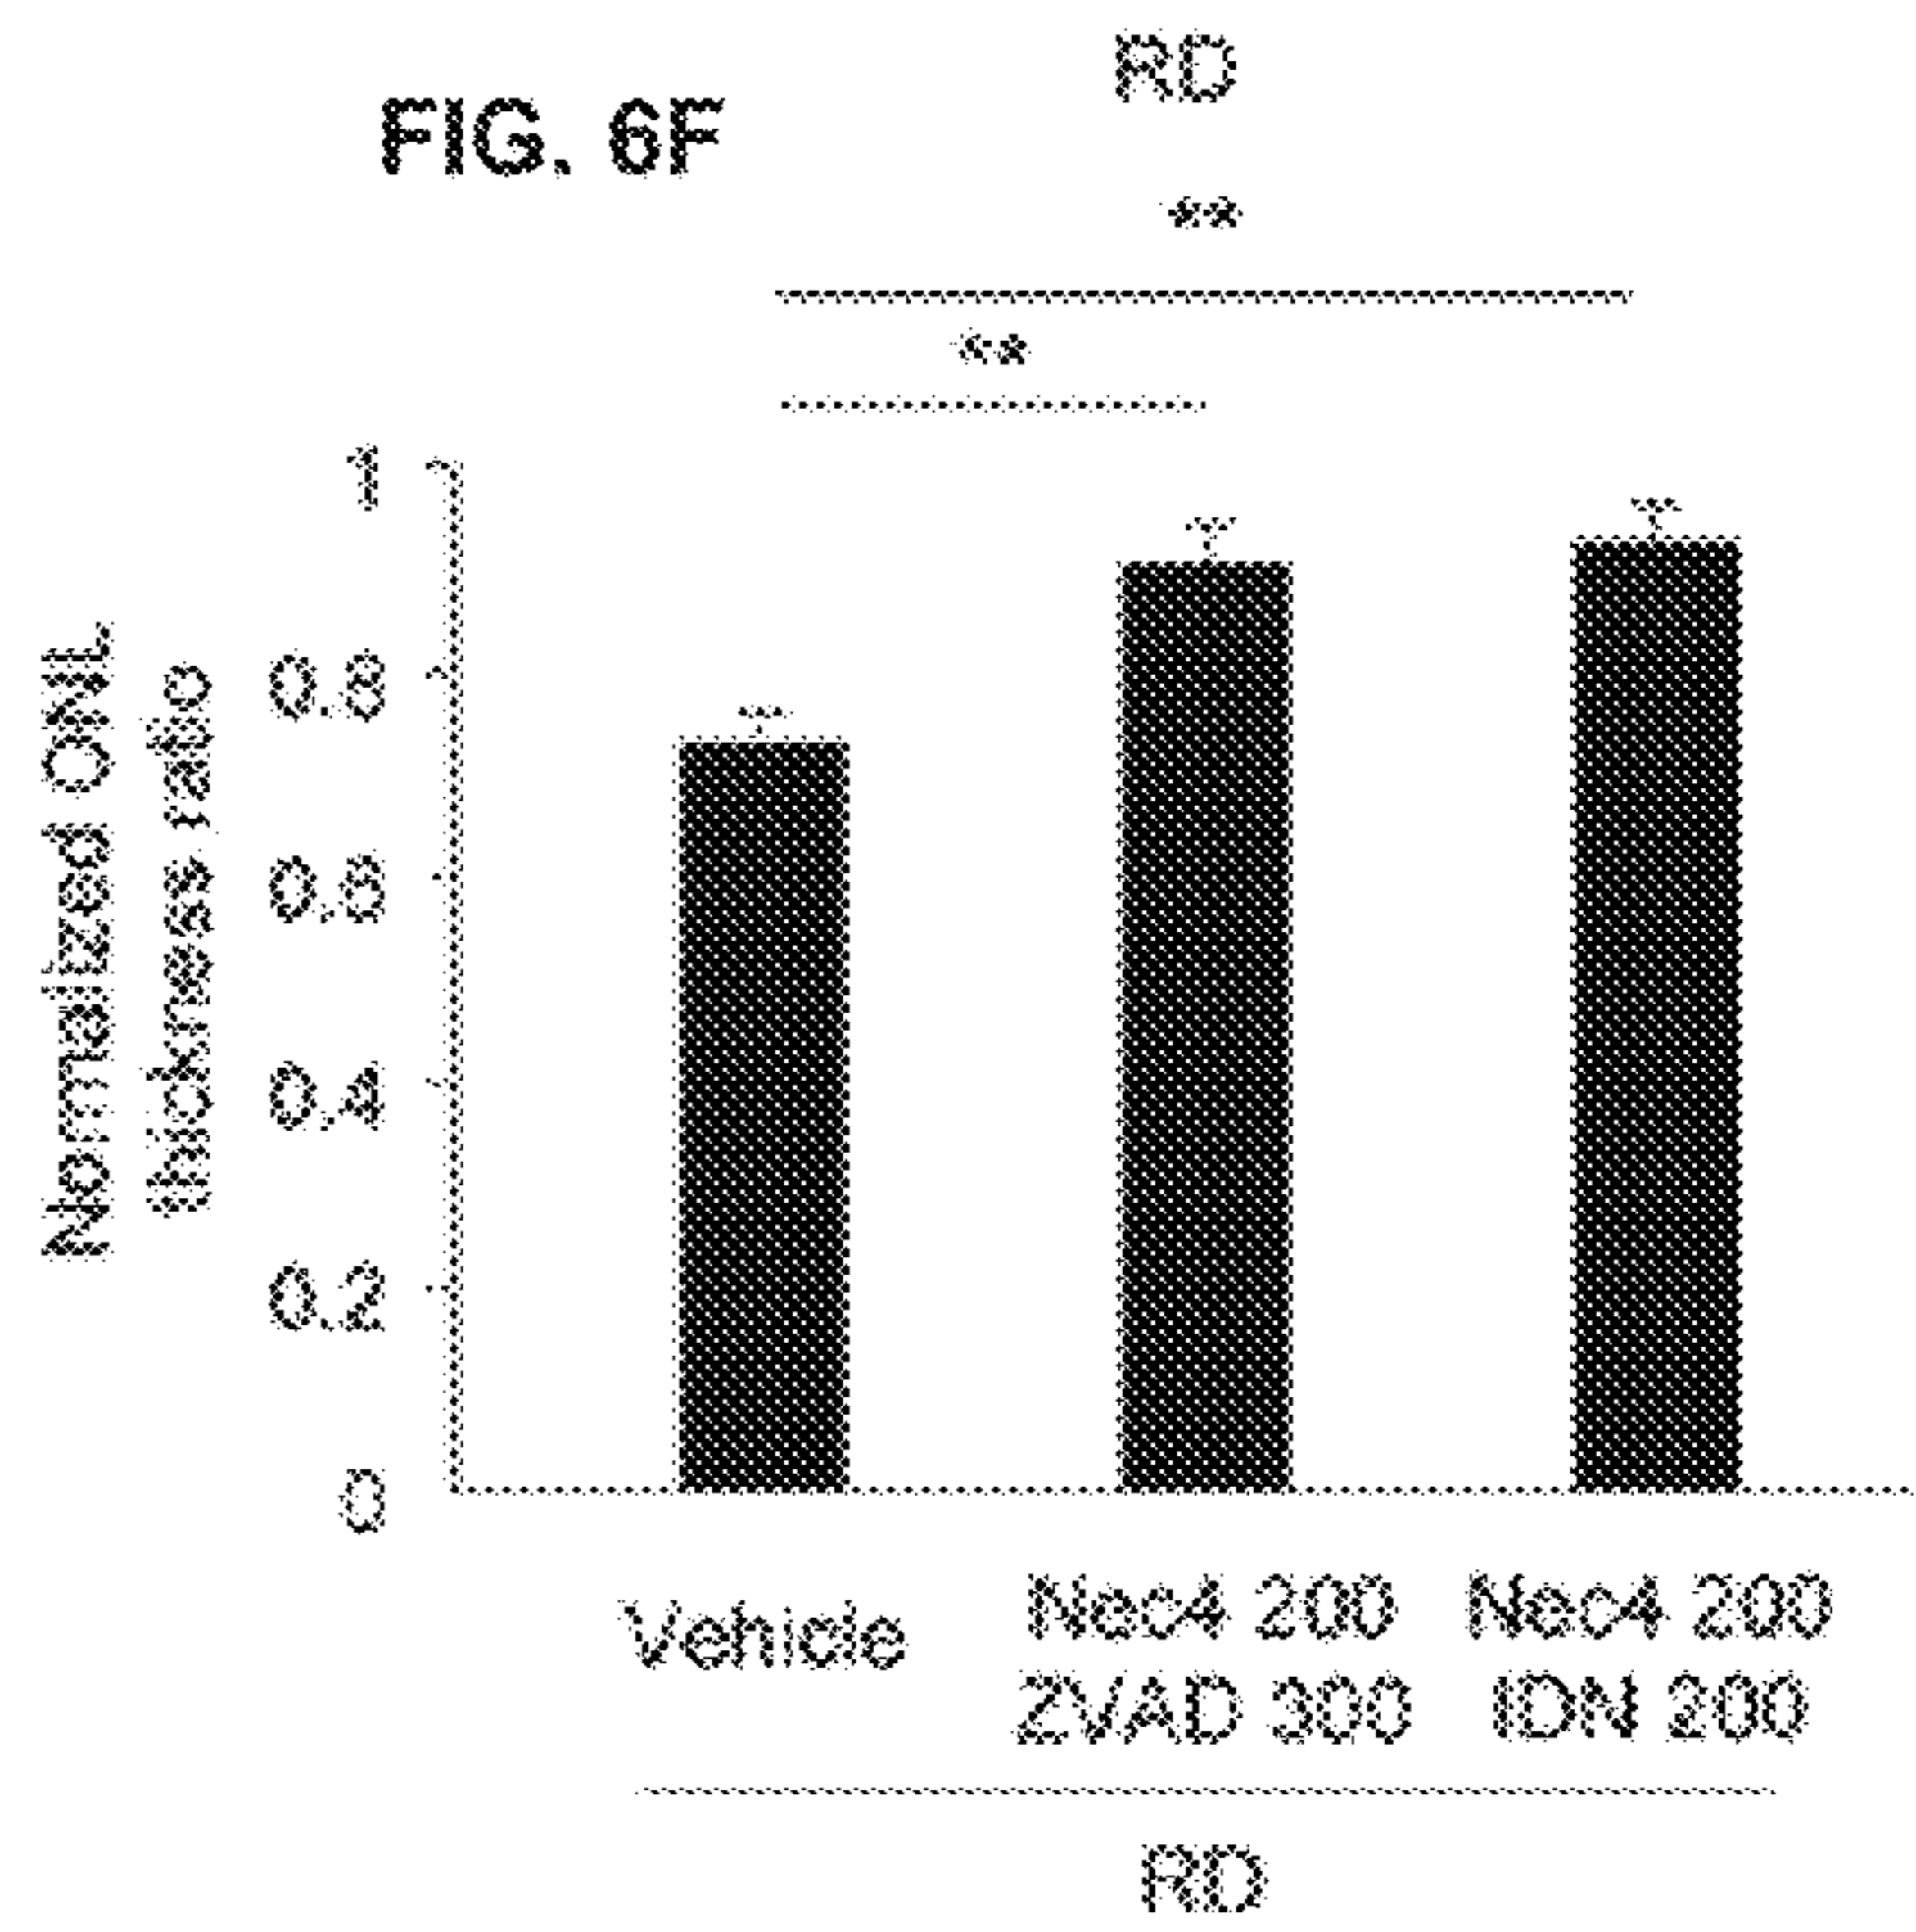 RD
FIG. 6F
**
**
Normalized ONL
thickness ratio
1
0.8
0.6
0.4
0.2
0
Vehicle
Nec4 200
ZVAD 300
Nec4 200
IDN 200
RD